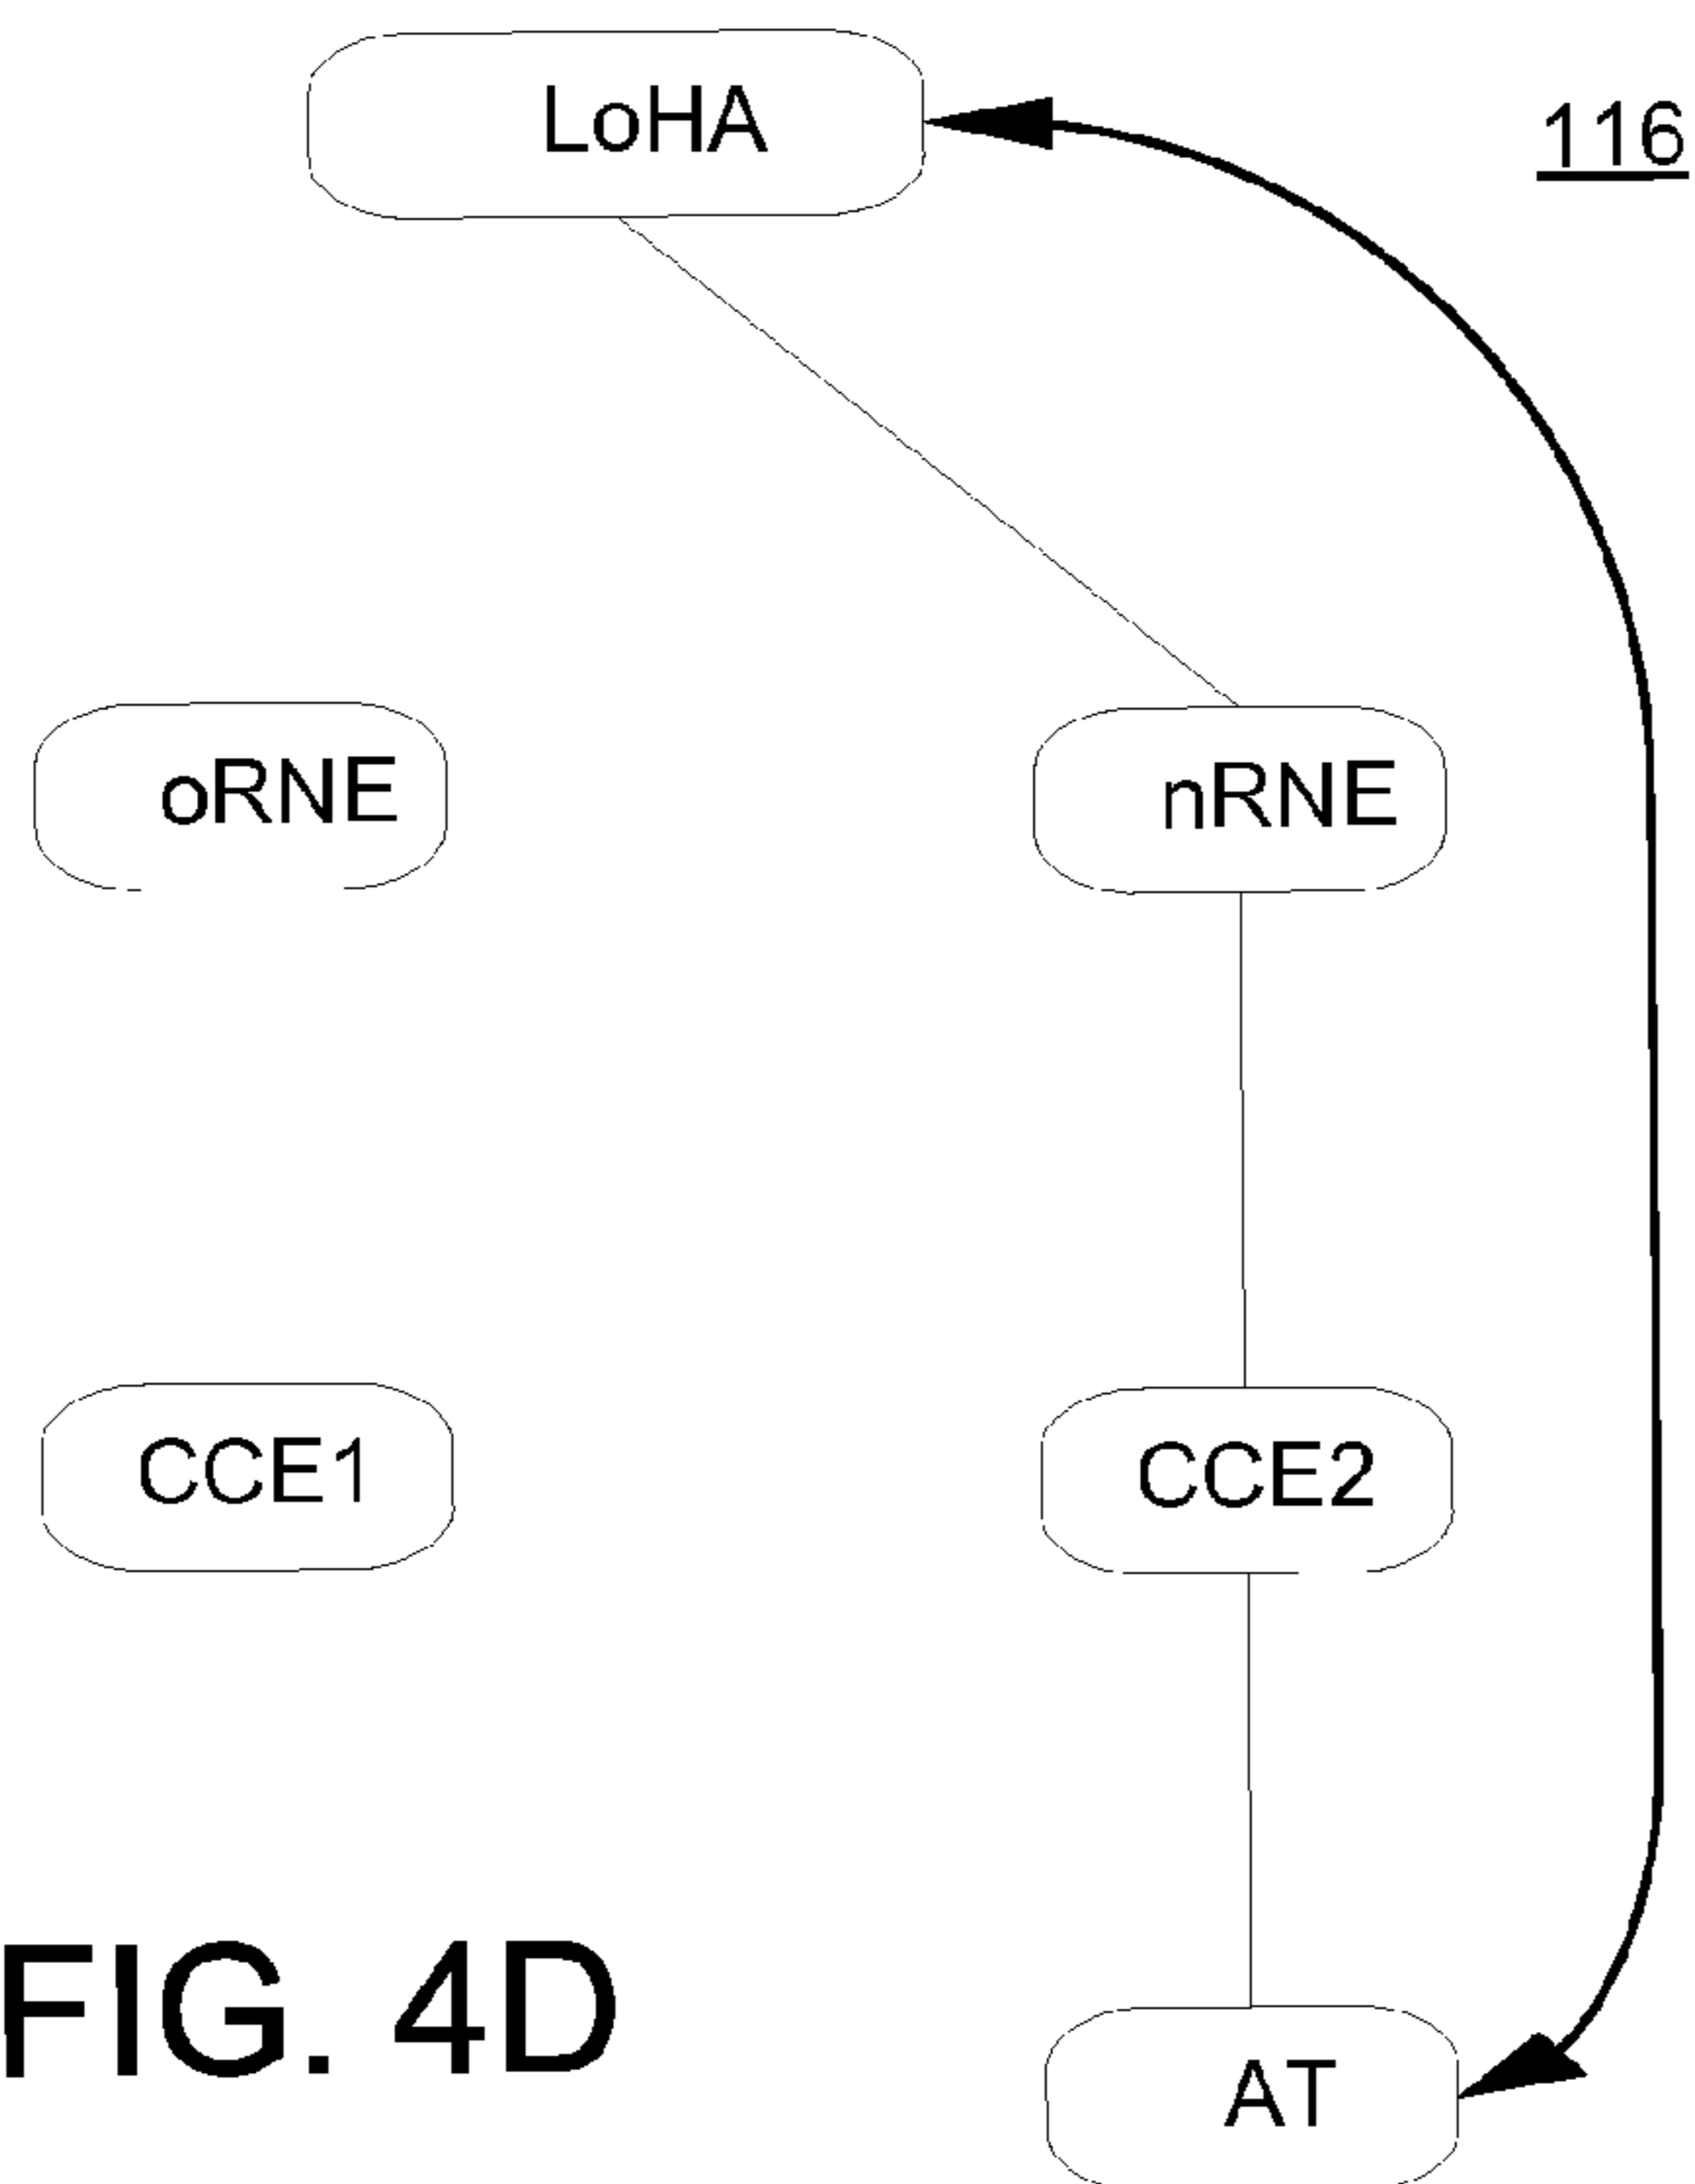 LoHA
116
oRNE
nRNE
CCE1
CCE2
FIG. 4D
AT